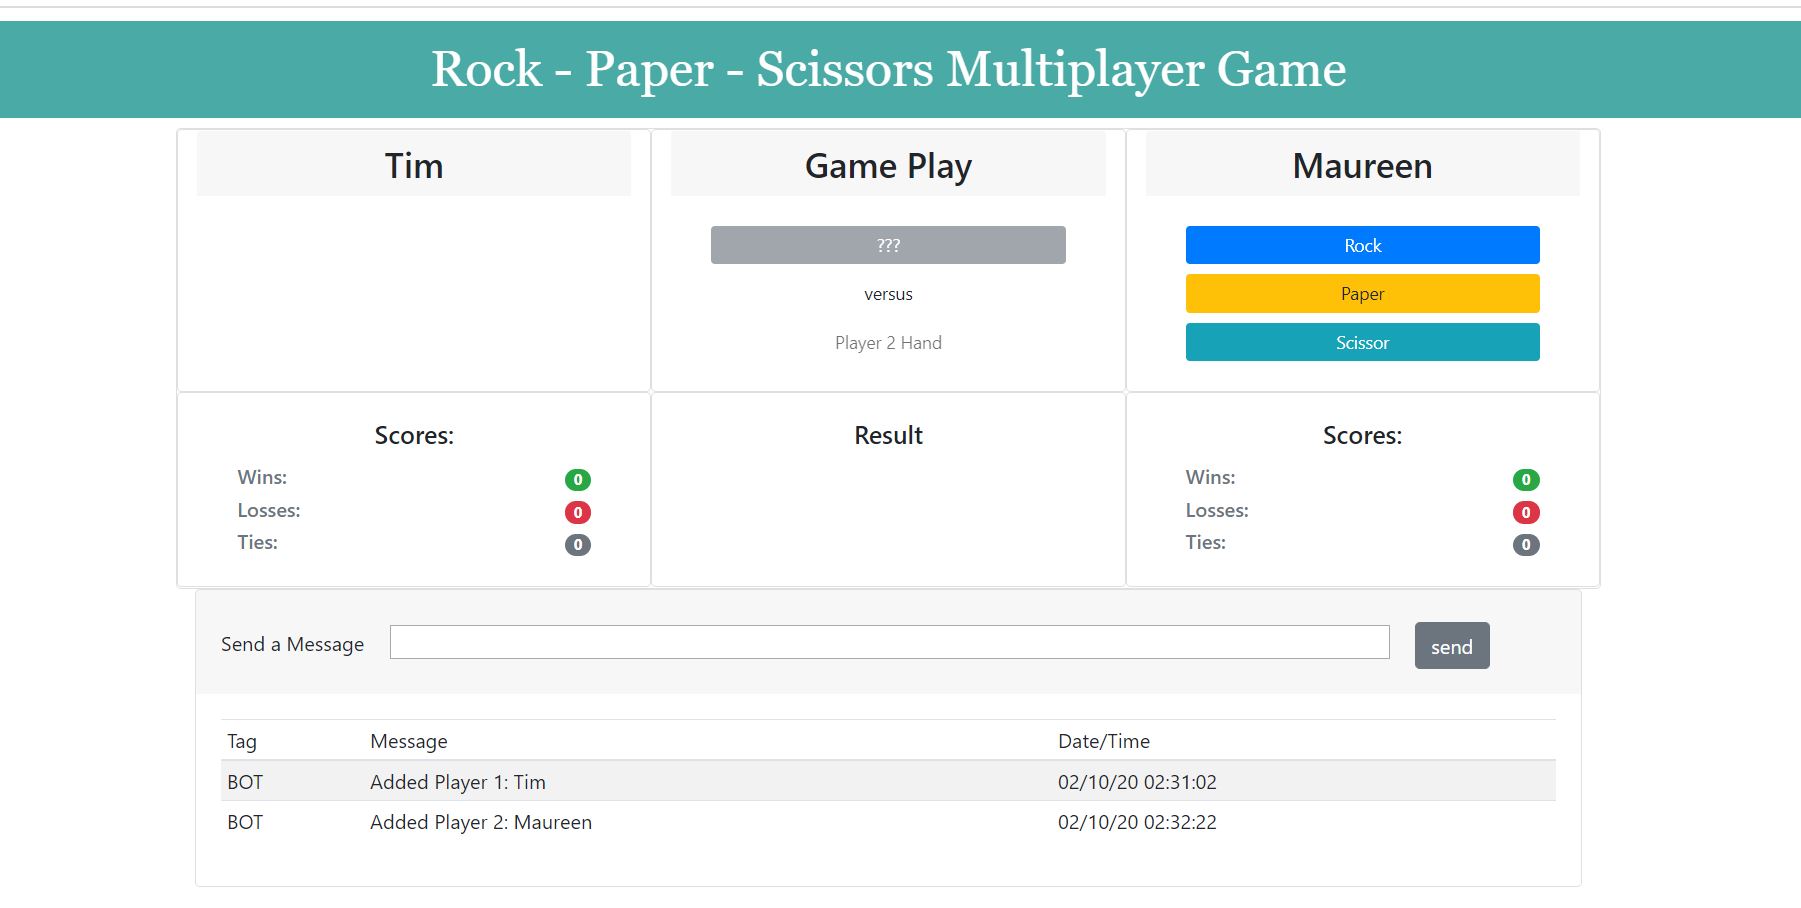 Rock - Paper - Scissors Multiplayer Game
Tim
Game Play
Maureen
???
versus
Player 2 Hand
Rock
Paper
Scissor
Scores:
Wins: 0
Losses: 0
Ties: 0
Result
Scores:
Wins: 0
Losses: 0
Ties: 0
Send a Message
send
Tag Message Date/Time
BOT Added Player 1: Tim 02/10/20 02:31:02
BOT Added Player 2: Maureen 02/10/20 02:32:22